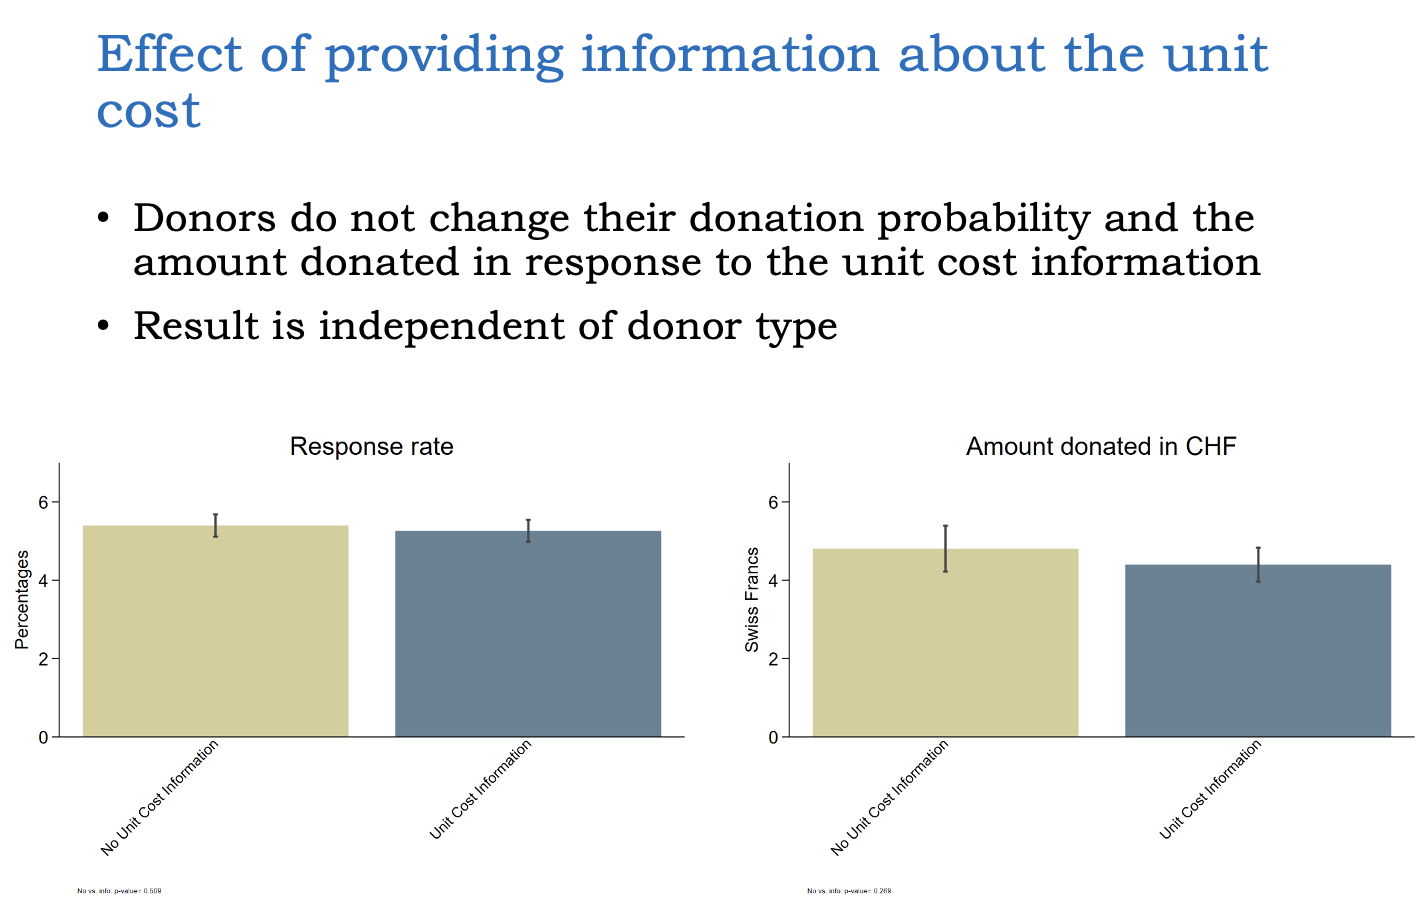 Effect of providing information about the unit
cost
• Donors do not change their donation probability and the
amount donated in response to the unit cost information
• Result is independent of donor type
Response rate
Percentages
6
4
2
0
No Unit Cost Information
Unit Cost Information
No vs. info: p-value= 0.509
Amount donated in CHF
Swiss Francs
6
4
2
0
No Unit Cost Information
Unit Cost Information
No vs. info: p-value= 0.269